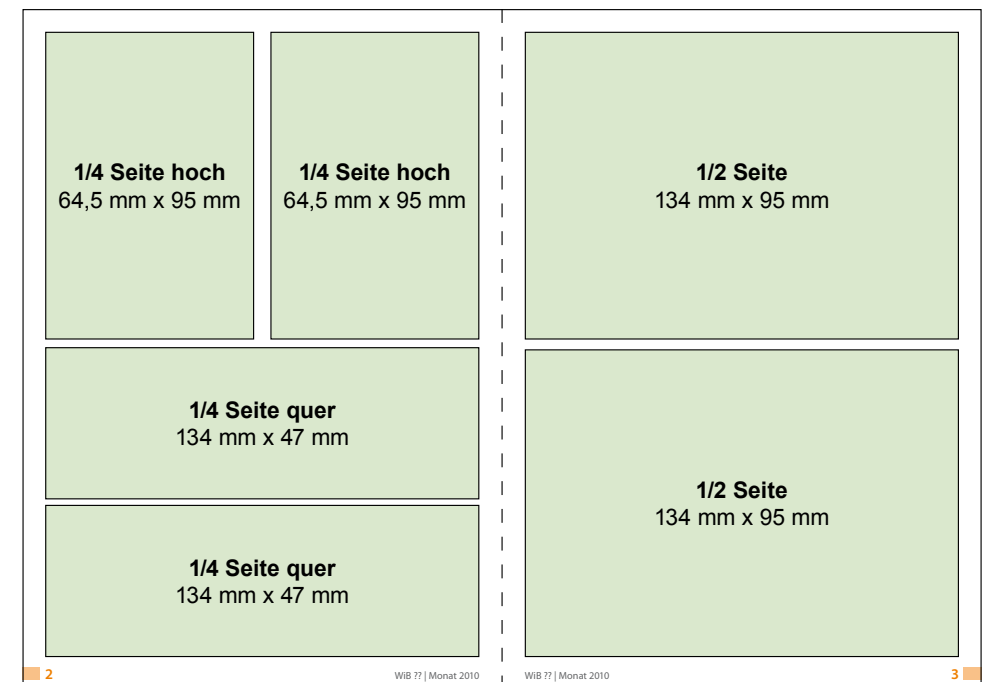 1/4 Seite hoch
64,5 mm x 95 mm
1/4 Seite hoch
64,5 mm x 95 mm
1/4 Seite quer
134 mm x 47 mm
1/4 Seite quer
134 mm x 47 mm
2
WiB ?? | Monat 2010
1/2 Seite
134 mm x 95 mm
1/2 Seite
134 mm x 95 mm
WiB ?? | Monat 2010
3